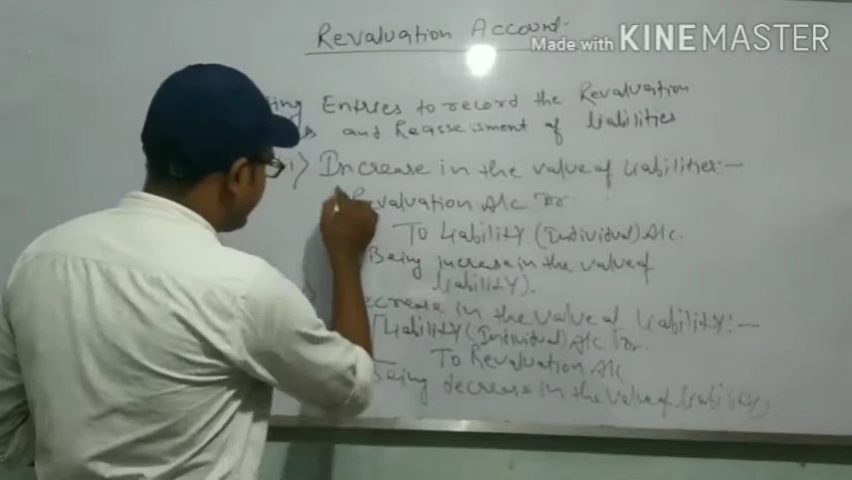 Revaluation Account
Made with KINEMASTER
Entries to record the Revaluation
and Reassessment of liabilities
Increase in the value of Liabilities:-
Revaluation A/c Dr
To Liability (Individual) A/c.
Being increase in the value of
liability).
Decrease in the value of Liability:-
Liability (Individual) A/c Dr.
To Revaluation A/c
Being decrease in the value of liability)